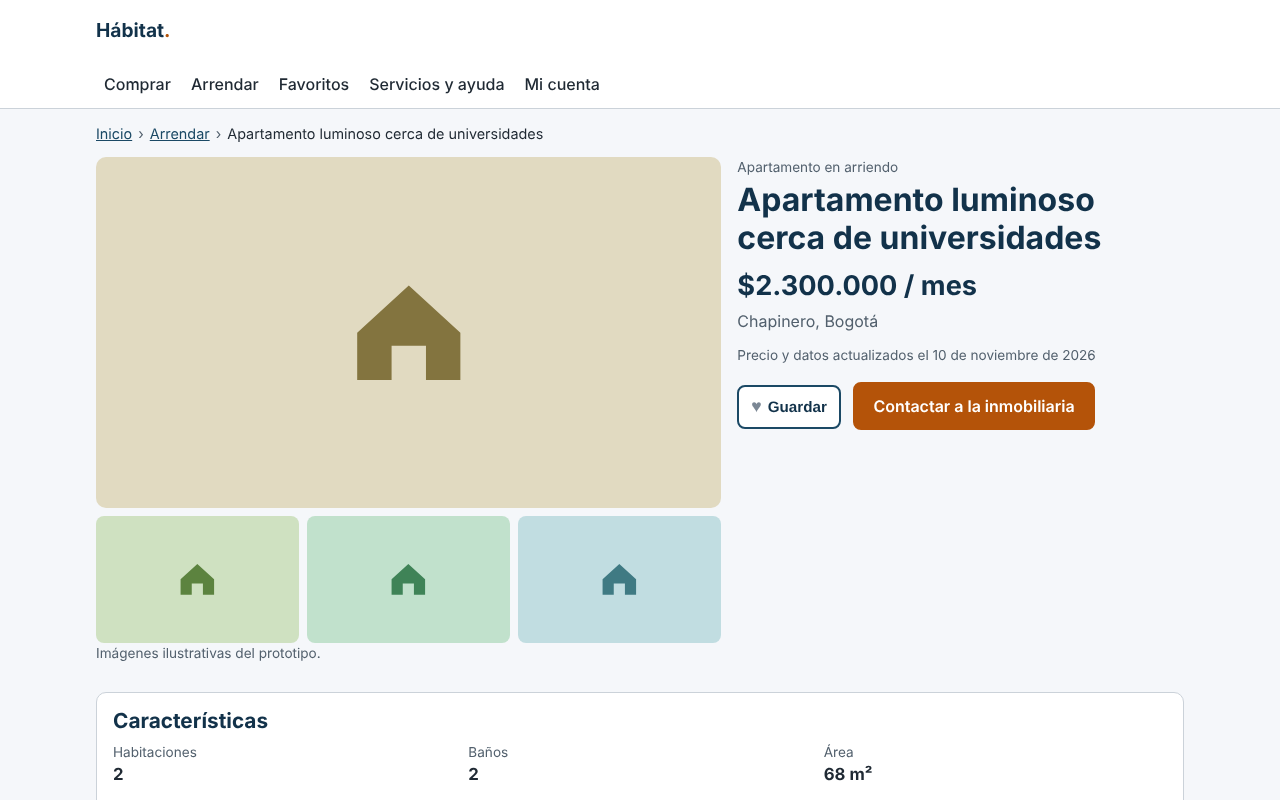 Hábitat.
Comprar Arrendar Favoritos Servicios y ayuda Mi cuenta
Inicio › Arrendar › Apartamento luminoso cerca de universidades
Apartamento en arriendo
Apartamento luminoso
cerca de universidades
$2.300.000 / mes
Chapinero, Bogotá
Precio y datos actualizados el 10 de noviembre de 2026
♥ Guardar
Contactar a la inmobiliaria
Imágenes ilustrativas del prototipo.
Características
Habitaciones Baños Área
2 2 68 m²